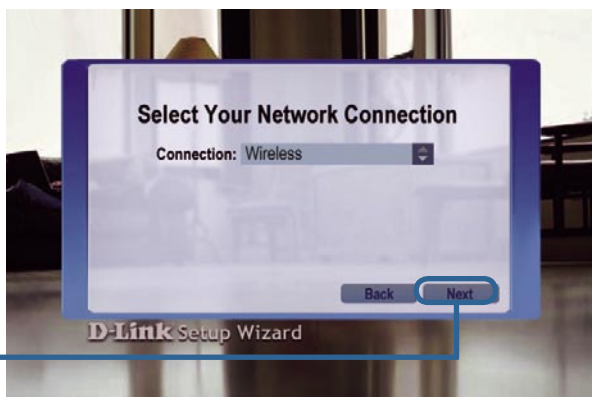 Select Your Network Connection
Connection: Wireless
Back Next
D-Link Setup Wizard